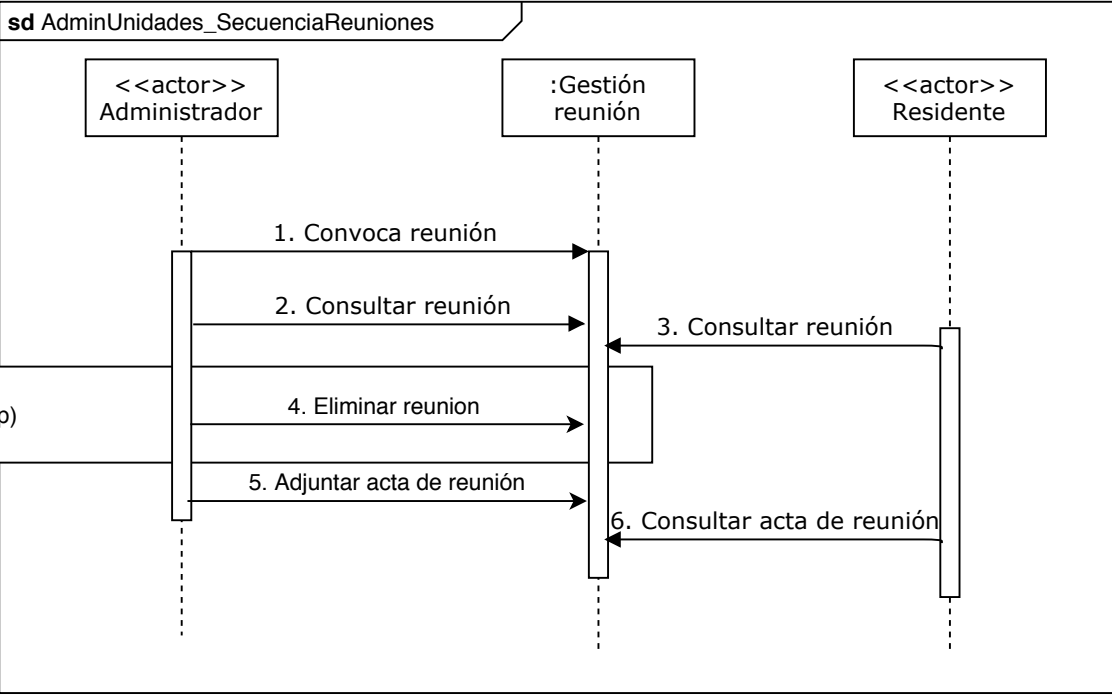 sd AdminUnidades_SecuenciaReuniones
<<actor>>
Administrador
:Gestión
reunión
<<actor>>
Residente
1. Convoca reunión
2. Consultar reunión
3. Consultar reunión
4. Eliminar reunion
5. Adjuntar acta de reunión
6. Consultar acta de reunión